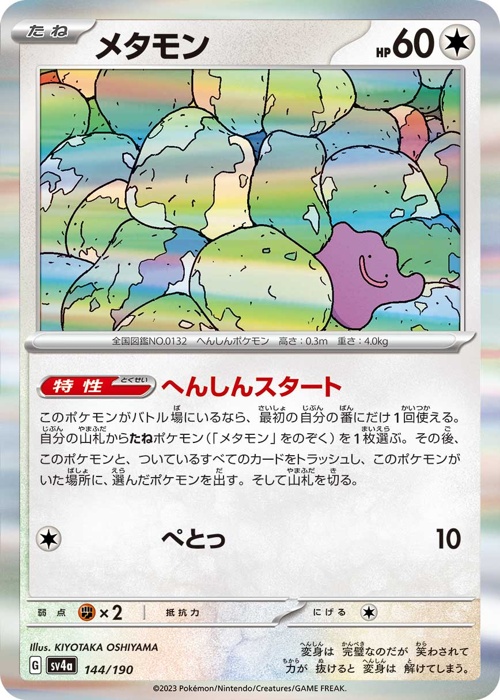 たね
メタモン
HP60
全国図鑑NO.0132 へんしんポケモン 高さ:0.3m 重さ:4.0kg
特性 とくせい へんしんスタート
このポケモンがバトル場にいるなら、最初の自分の番にだけ1回使える。
自分の山札からたねポケモン(「メタモン」をのぞく)を1枚選ぶ。その後、
このポケモンと、ついているすべてのカードをトラッシュし、このポケモンが
いた場所に、選んだポケモンを出す。そして山札を切る。
ぺとっ 10
弱点 ×2 抵抗力 にげる
Illus. KIYOTAKA OSHIYAMA
G sv4a 144/190
変身は 完璧なのだが 笑わされて
力が 抜けると 変身は 解けてしまう。
©2023 Pokémon/Nintendo/Creatures/GAME FREAK.